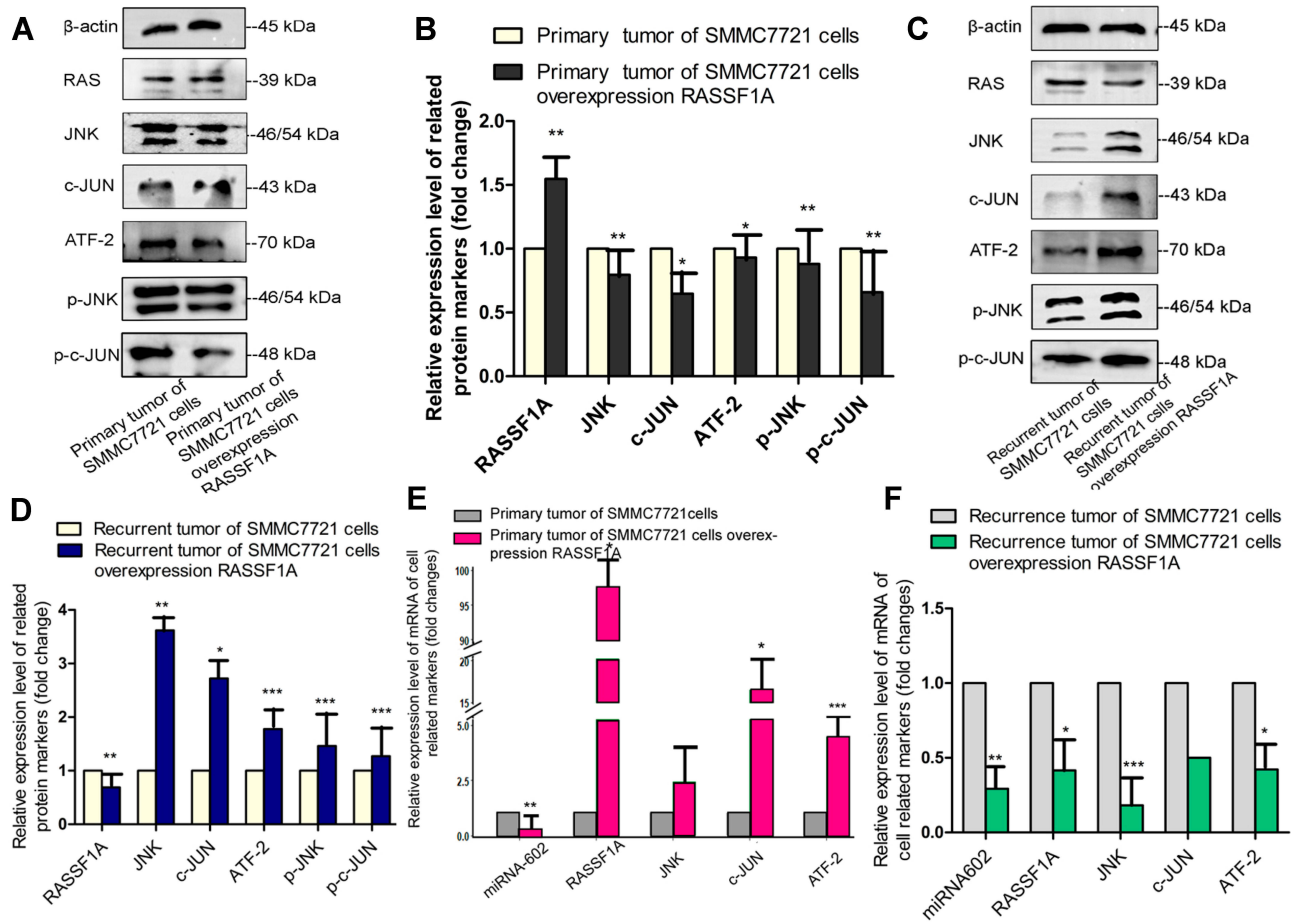 A
β-actin
--45 kDa
RAS
--39 kDa
JNK
--46/54 kDa
c-JUN
--43 kDa
ATF-2
--70 kDa
p-JNK
--46/54 kDa
p-c-JUN
--48 kDa
Primary tumor of
SMMC7721 cells
Primary tumor of
SMMC7721 cells
overexpression
RASSF1A
B
Primary tumor of SMMC7721 cells
Primary tumor of SMMC7721 cells
overexpression RASSF1A
Relative expression level of related
protein markers (fold change)
2.0
1.5
1.0
0.5
0.0
**
**
*
*
**
**
RASSF1A
JNK
c-JUN
ATF-2
p-JNK
p-c-JUN
C
β-actin
--45 kDa
RAS
--39 kDa
JNK
--46/54 kDa
c-JUN
--43 kDa
ATF-2
--70 kDa
p-JNK
--46/54 kDa
p-c-JUN
--48 kDa
Recurrent tumor of
SMMC7721 cslls
Recurrent tumor of
SMMC7721 cslls
overexpression RASSF1A
D
Recurrent tumor of SMMC7721 cells
Recurrent tumor of SMMC7721 cells
overexpression RASSF1A
Relative expression level of related
protein markers (fold change)
4
3
2
1
0
**
**
*
***
***
***
RASSF1A
JNK
c-JUN
ATF-2
p-JNK
p-c-JUN
E
Primary tumor of SMMC7721cells
Primary tumor of SMMC7721 cells overex-
pression RASSF1A
Relative expression level of mRNA of cell
related markers (fold changes)
100
95
90
20
15
5.0
2.5
0.0
**
*
*
***
miRNA-602
RASSF1A
JNK
c-JUN
ATF-2
F
Recurrence tumor of SMMC7721 cells
Recurrence tumor of SMMC7721 cells
overexpression RASSF1A
Relative expression level of mRNA of
cell related markers (fold changes)
1.5
1.0
0.5
0.0
**
*
***
*
miRNA602
RASSF1A
JNK
c-JUN
ATF-2